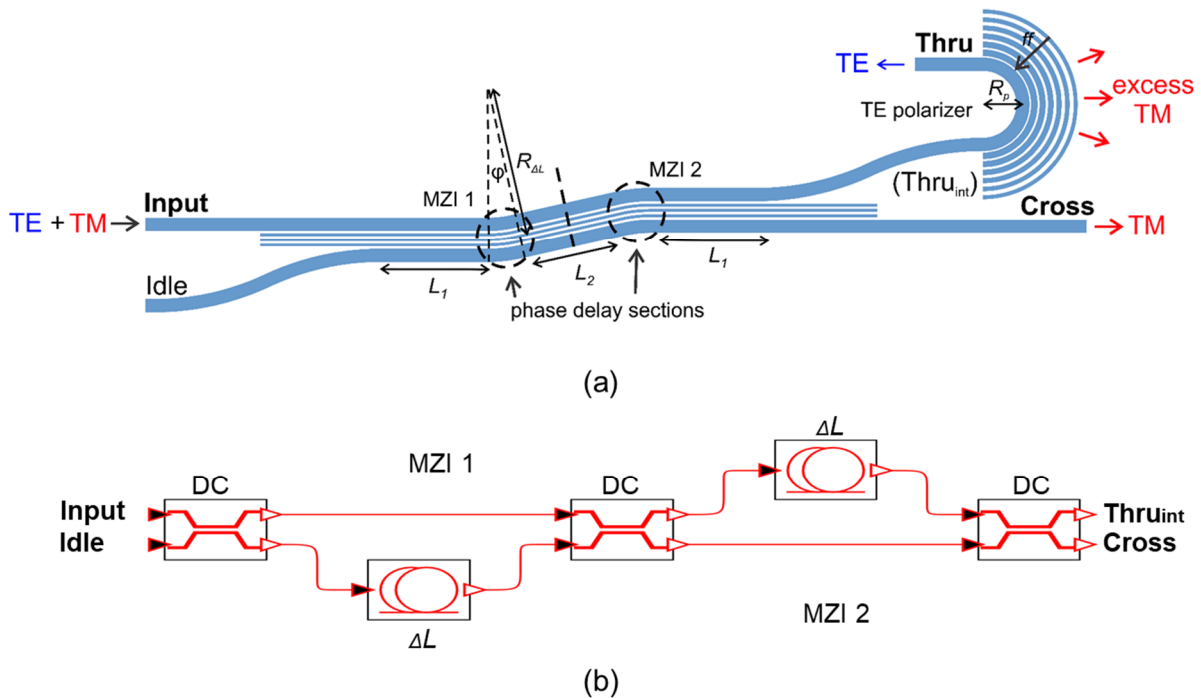 Thru
ff
TE
R_p
excess
TM
TE polarizer
(Thru_int)
R_ΔL
φ
MZI 1
MZI 2
Input
Cross
TE + TM
TM
Idle
L_1
L_2
L_1
phase delay sections
(a)
ΔL
MZI 1
DC
DC
DC
Input
Thru_int
Idle
Cross
ΔL
MZI 2
(b)